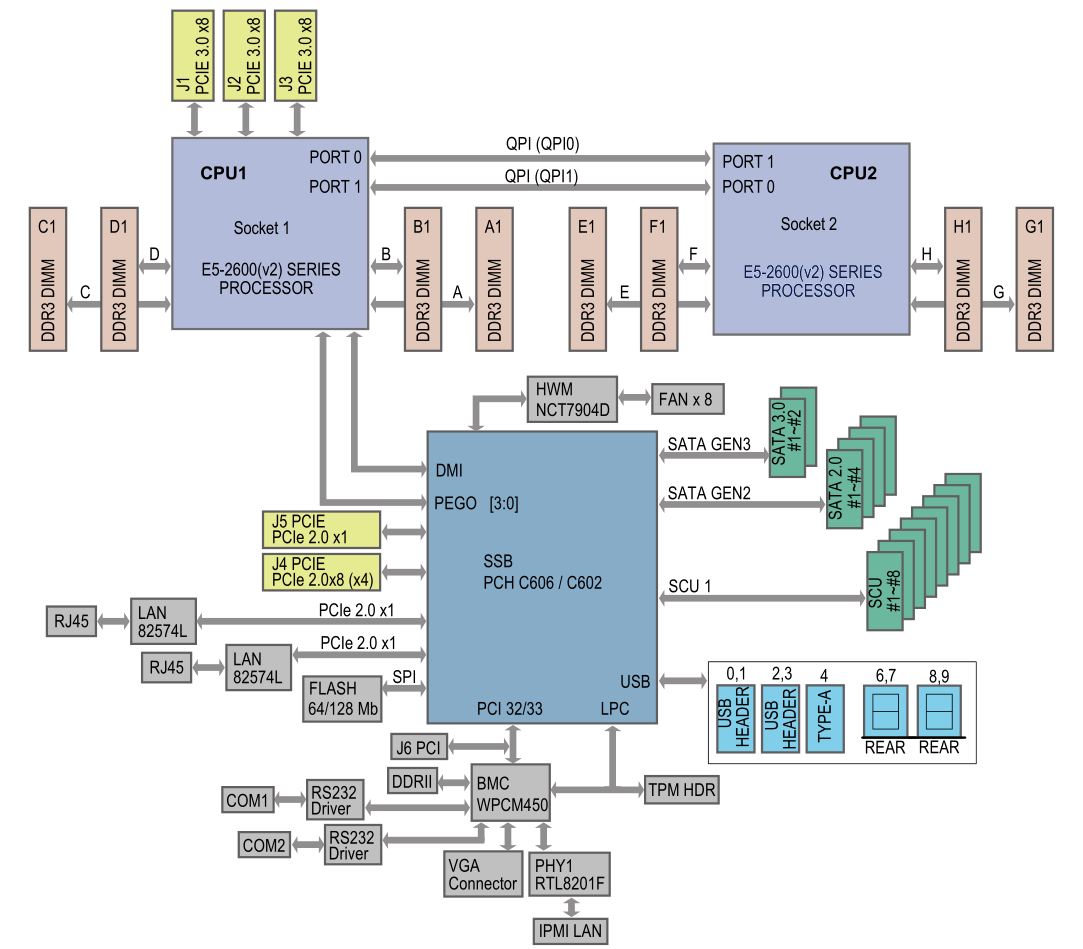 J1
PCIE 3.0 x8
J2
PCIE 3.0 x8
J3
PCIE 3.0 x8
CPU1
PORT 0
PORT 1
Socket 1
E5-2600(v2) SERIES
PROCESSOR
QPI (QPI0)
QPI (QPI1)
PORT 1
PORT 0
CPU2
Socket 2
E5-2600(v2) SERIES
PROCESSOR
C1
DDR3 DIMM
C
D1
DDR3 DIMM
D
B
B1
DDR3 DIMM
A
A1
DDR3 DIMM
E1
DDR3 DIMM
E
F1
DDR3 DIMM
F
H
H1
DDR3 DIMM
G
G1
DDR3 DIMM
HWM
NCT7904D
FAN x 8
DMI
PEGO [3:0]
SSB
PCH C606 / C602
USB
PCI 32/33
LPC
SATA GEN3
SATA 3.0
#1~#2
SATA GEN2
SATA 2.0
#1~#4
SCU 1
SCU
#1~#8
J5 PCIE
PCIe 2.0 x1
J4 PCIE
PCIe 2.0x8 (x4)
RJ45
LAN
82574L
PCIe 2.0 x1
RJ45
LAN
82574L
PCIe 2.0 x1
FLASH
64/128 Mb
SPI
0,1
USB
HEADER
2,3
USB
HEADER
4
TYPE-A
6,7
REAR
8,9
REAR
J6 PCI
DDRII
BMC
WPCM450
TPM HDR
COM1
RS232
Driver
COM2
RS232
Driver
VGA
Connector
PHY1
RTL8201F
IPMI LAN